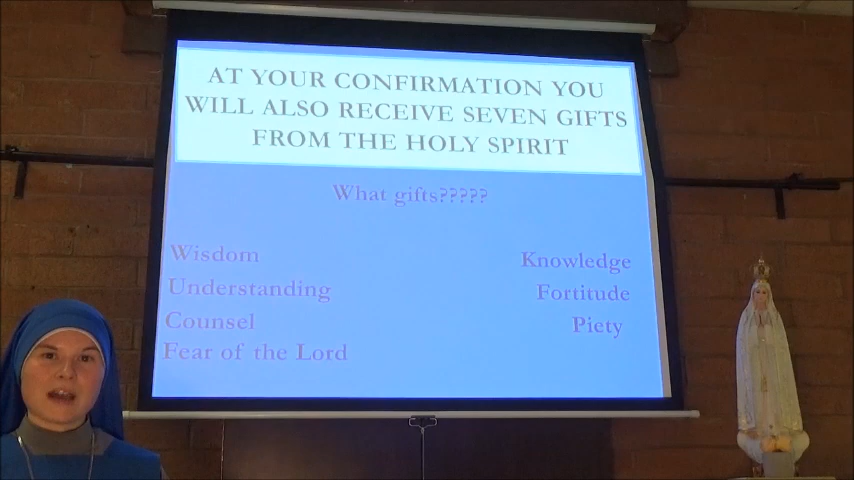 AT YOUR CONFIRMATION YOU
WILL ALSO RECEIVE SEVEN GIFTS
FROM THE HOLY SPIRIT
What gifts?????
Wisdom
Understanding
Counsel
Fear of the Lord
Knowledge
Fortitude
Piety